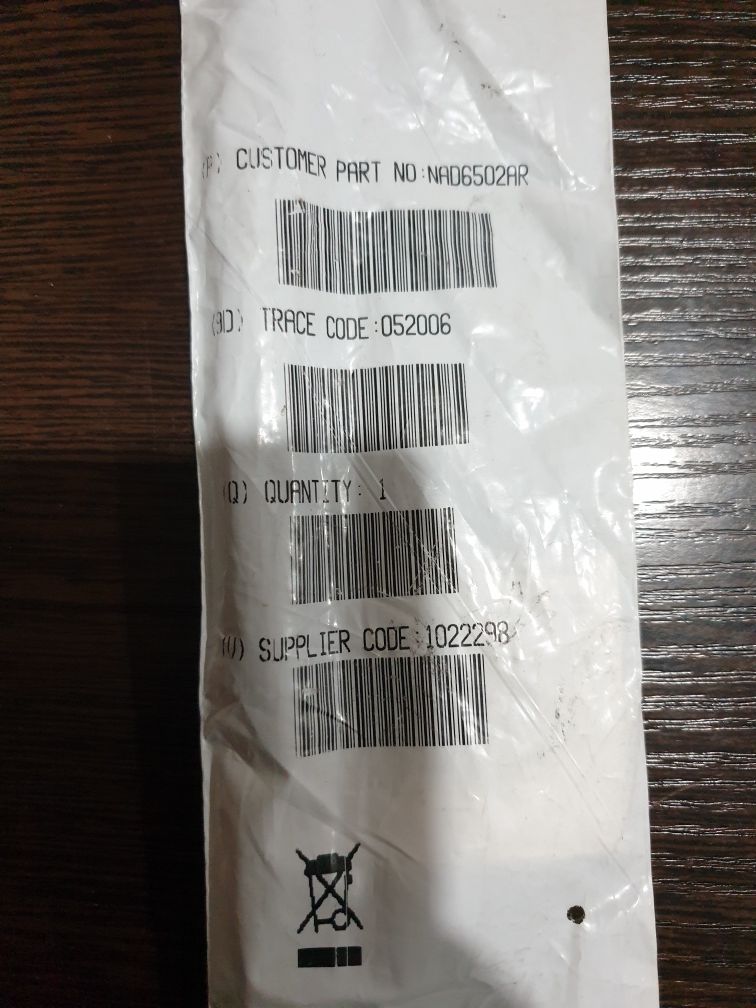 (P) CUSTOMER PART NO:NAD6502AR
(9D) TRACE CODE:052006
(Q) QUANTITY: 1
(V) SUPPLIER CODE:1022298